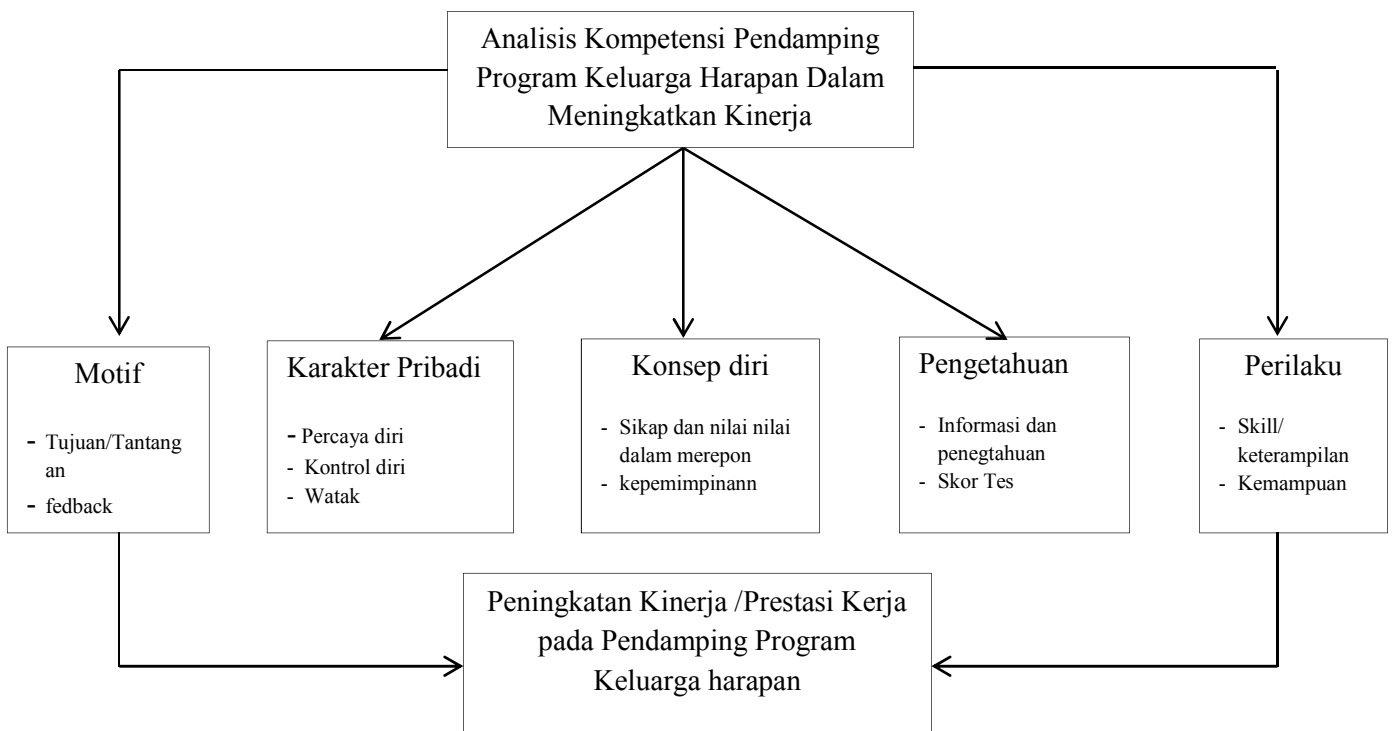 Analisis Kompetensi Pendamping
Program Keluarga Harapan Dalam
Meningkatkan Kinerja
Motif
- Tujuan/Tantang
an
- fedback
Karakter Pribadi
- Percaya diri
- Kontrol diri
- Watak
Konsep diri
- Sikap dan nilai nilai
dalam merepon
- kepemimpinann
Pengetahuan
- Informasi dan
penegtahuan
- Skor Tes
Perilaku
- Skill/
keterampilan
- Kemampuan
Peningkatan Kinerja /Prestasi Kerja
pada Pendamping Program
Keluarga harapan